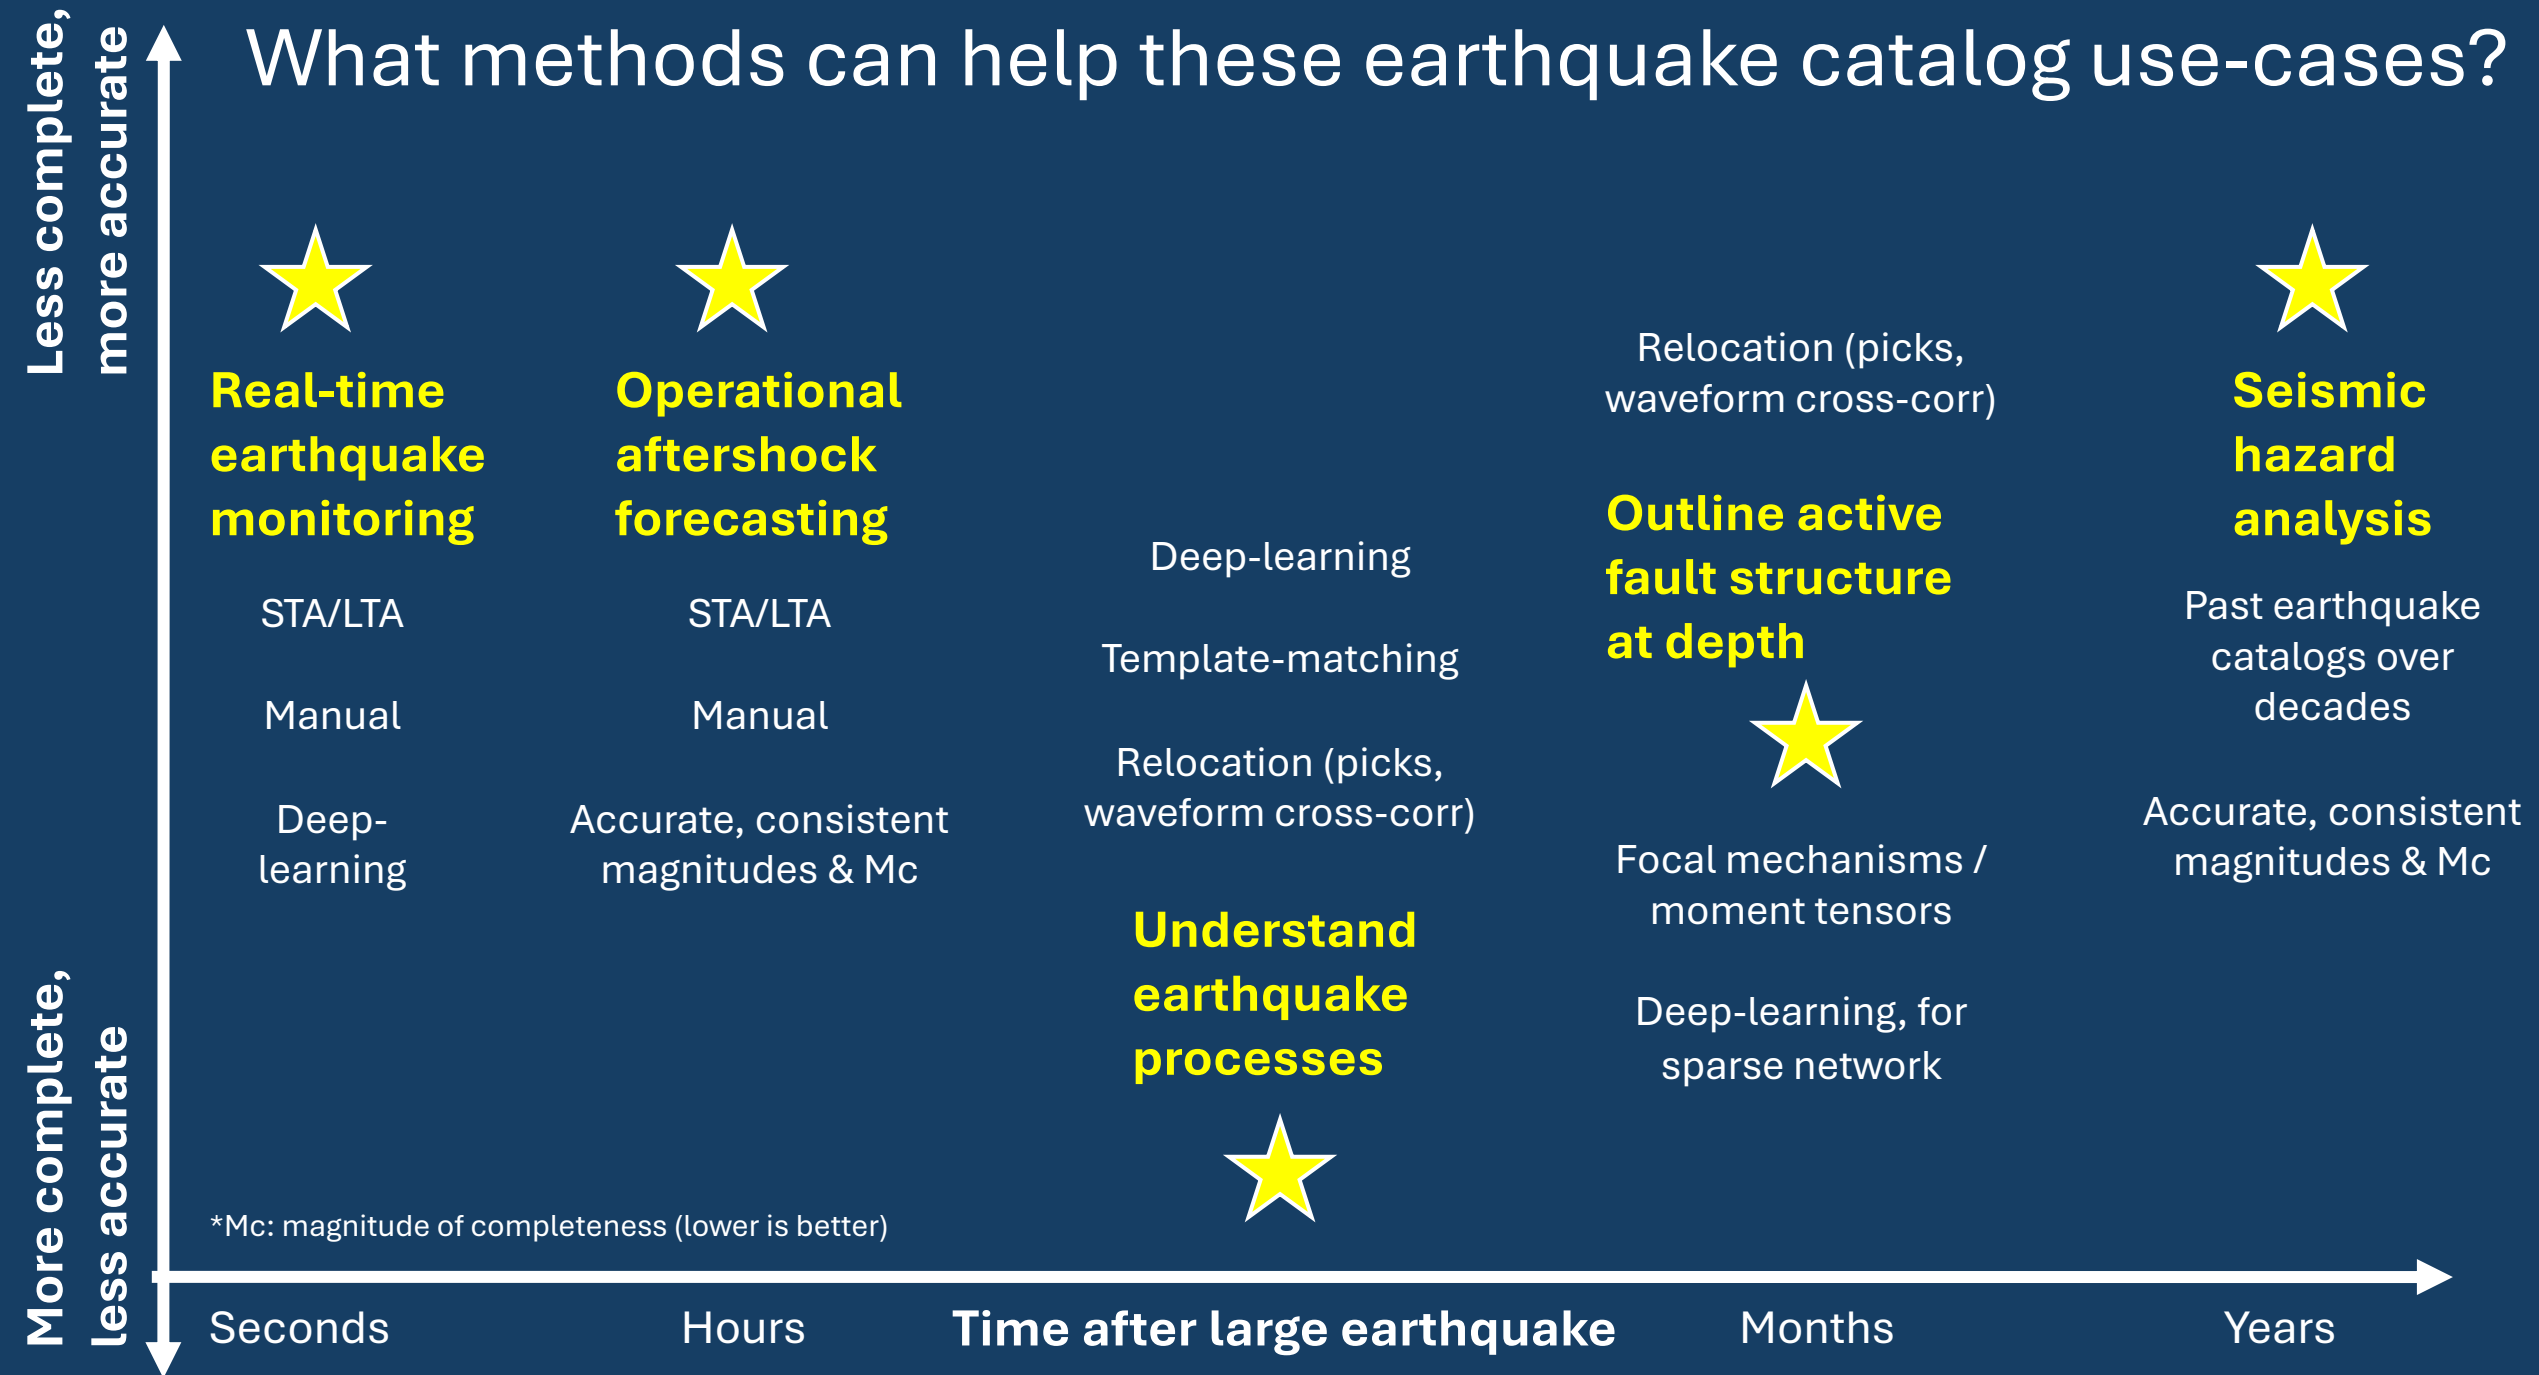 What methods can help these earthquake catalog use-cases?
Less complete,
more accurate
More complete,
less accurate
Real-time
earthquake
monitoring
STA/LTA
Manual
Deep-
learning
Operational
aftershock
forecasting
STA/LTA
Manual
Accurate, consistent
magnitudes & Mc
Deep-learning
Template-matching
Relocation (picks,
waveform cross-corr)
Understand
earthquake
processes
Relocation (picks,
waveform cross-corr)
Outline active
fault structure
at depth
Focal mechanisms /
moment tensors
Deep-learning, for
sparse network
Seismic
hazard
analysis
Past earthquake
catalogs over
decades
Accurate, consistent
magnitudes & Mc
*Mc: magnitude of completeness (lower is better)
Seconds
Hours
Time after large earthquake
Months
Years